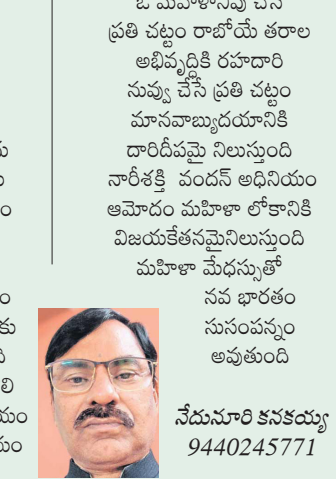 ఓ మహిళానీవు చేసే
ప్రతి చట్టం రాబోయే తరాల
అభివృద్ధికి రహదారి
నువ్వు చేసే ప్రతి చట్టం
మానవాబ్యుదయానికి
దారిదీపమై నిలుస్తుంది
నారీశక్తి వందన్ అధినియం
ఆమోదం మహిళా లోకానికి
విజయకేతనమైనిలుస్తుంది
మహిళా మేధస్సుతో
నవ భారతం
సుసంపన్నం
అవుతుంది
నేదునూరి కనకయ్య
9440245771